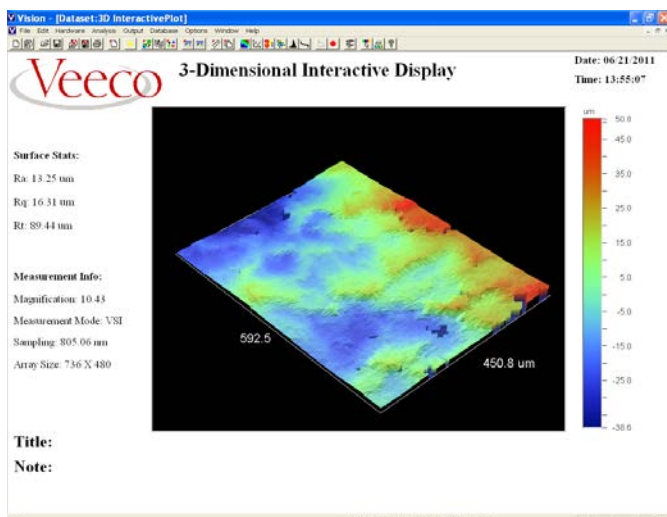 Vision - [Dataset:3D InteractivePlot]
File Edit Hardware Analysis Output Database Options Window Help
Veeco
3-Dimensional Interactive Display
Date: 06/21/2011
Time: 13:55:07
Surface Stats:
Ra: 13.25 um
Rq: 16.31 um
Rt: 89.44 um
Measurement Info:
Magnification: 10.43
Measurement Mode: VSI
Sampling: 805.06 nm
Array Size: 736 X 480
592.5
450.8 um
um
50.8
45.0
35.0
25.0
15.0
5.0
-5.0
-15.0
-25.0
-38.6
Title:
Note: